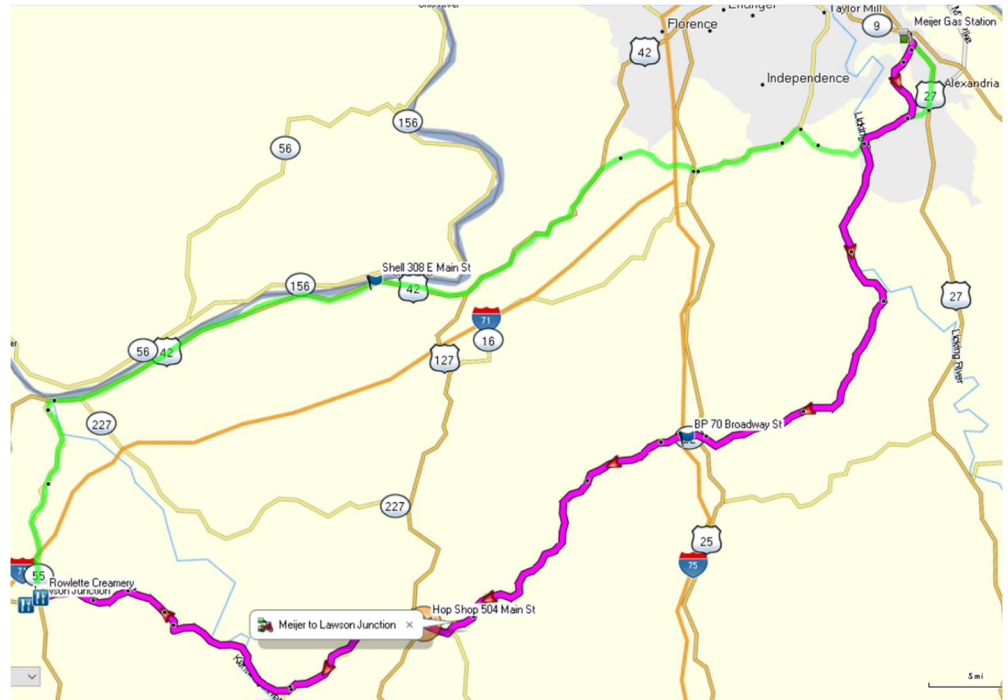 Erlanger
Taylor Mill
Florence
9
Meijer Gas Station
42
Independence
27
Alexandria
156
56
Licking
Shell 308 E Main St
156
42
71
16
27
56
42
127
Licking River
227
BP 70 Broadway St
227
25
75
55
Rowlette Creamery
Hop Shop 504 Main St
Meijer to Lawson Junction
5 mi